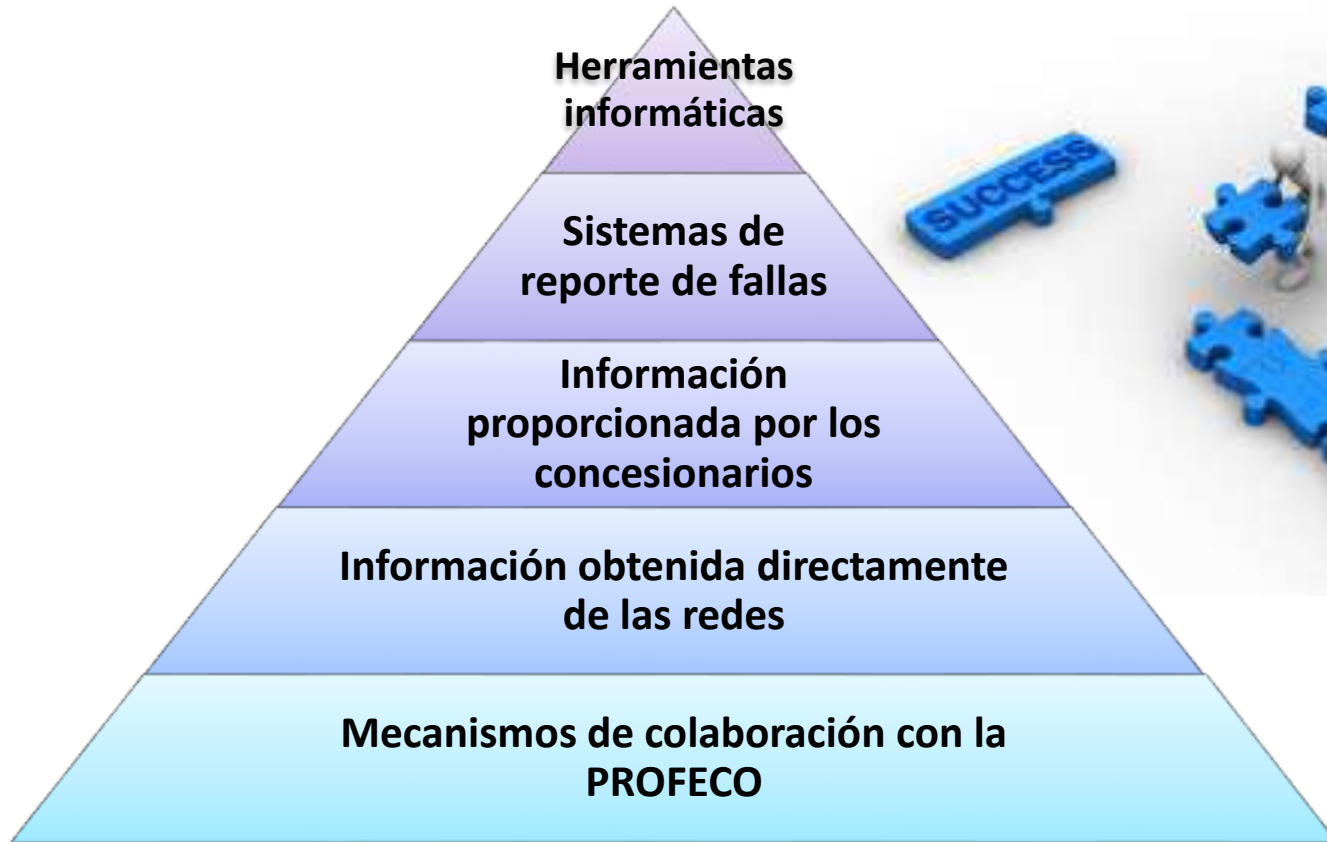 Herramientas
informáticas
SUCCESS
Sistemas de
reporte de fallas
Información
proporcionada por los
concesionarios
Información obtenida directamente
de las redes
Mecanismos de colaboración con la
PROFECO